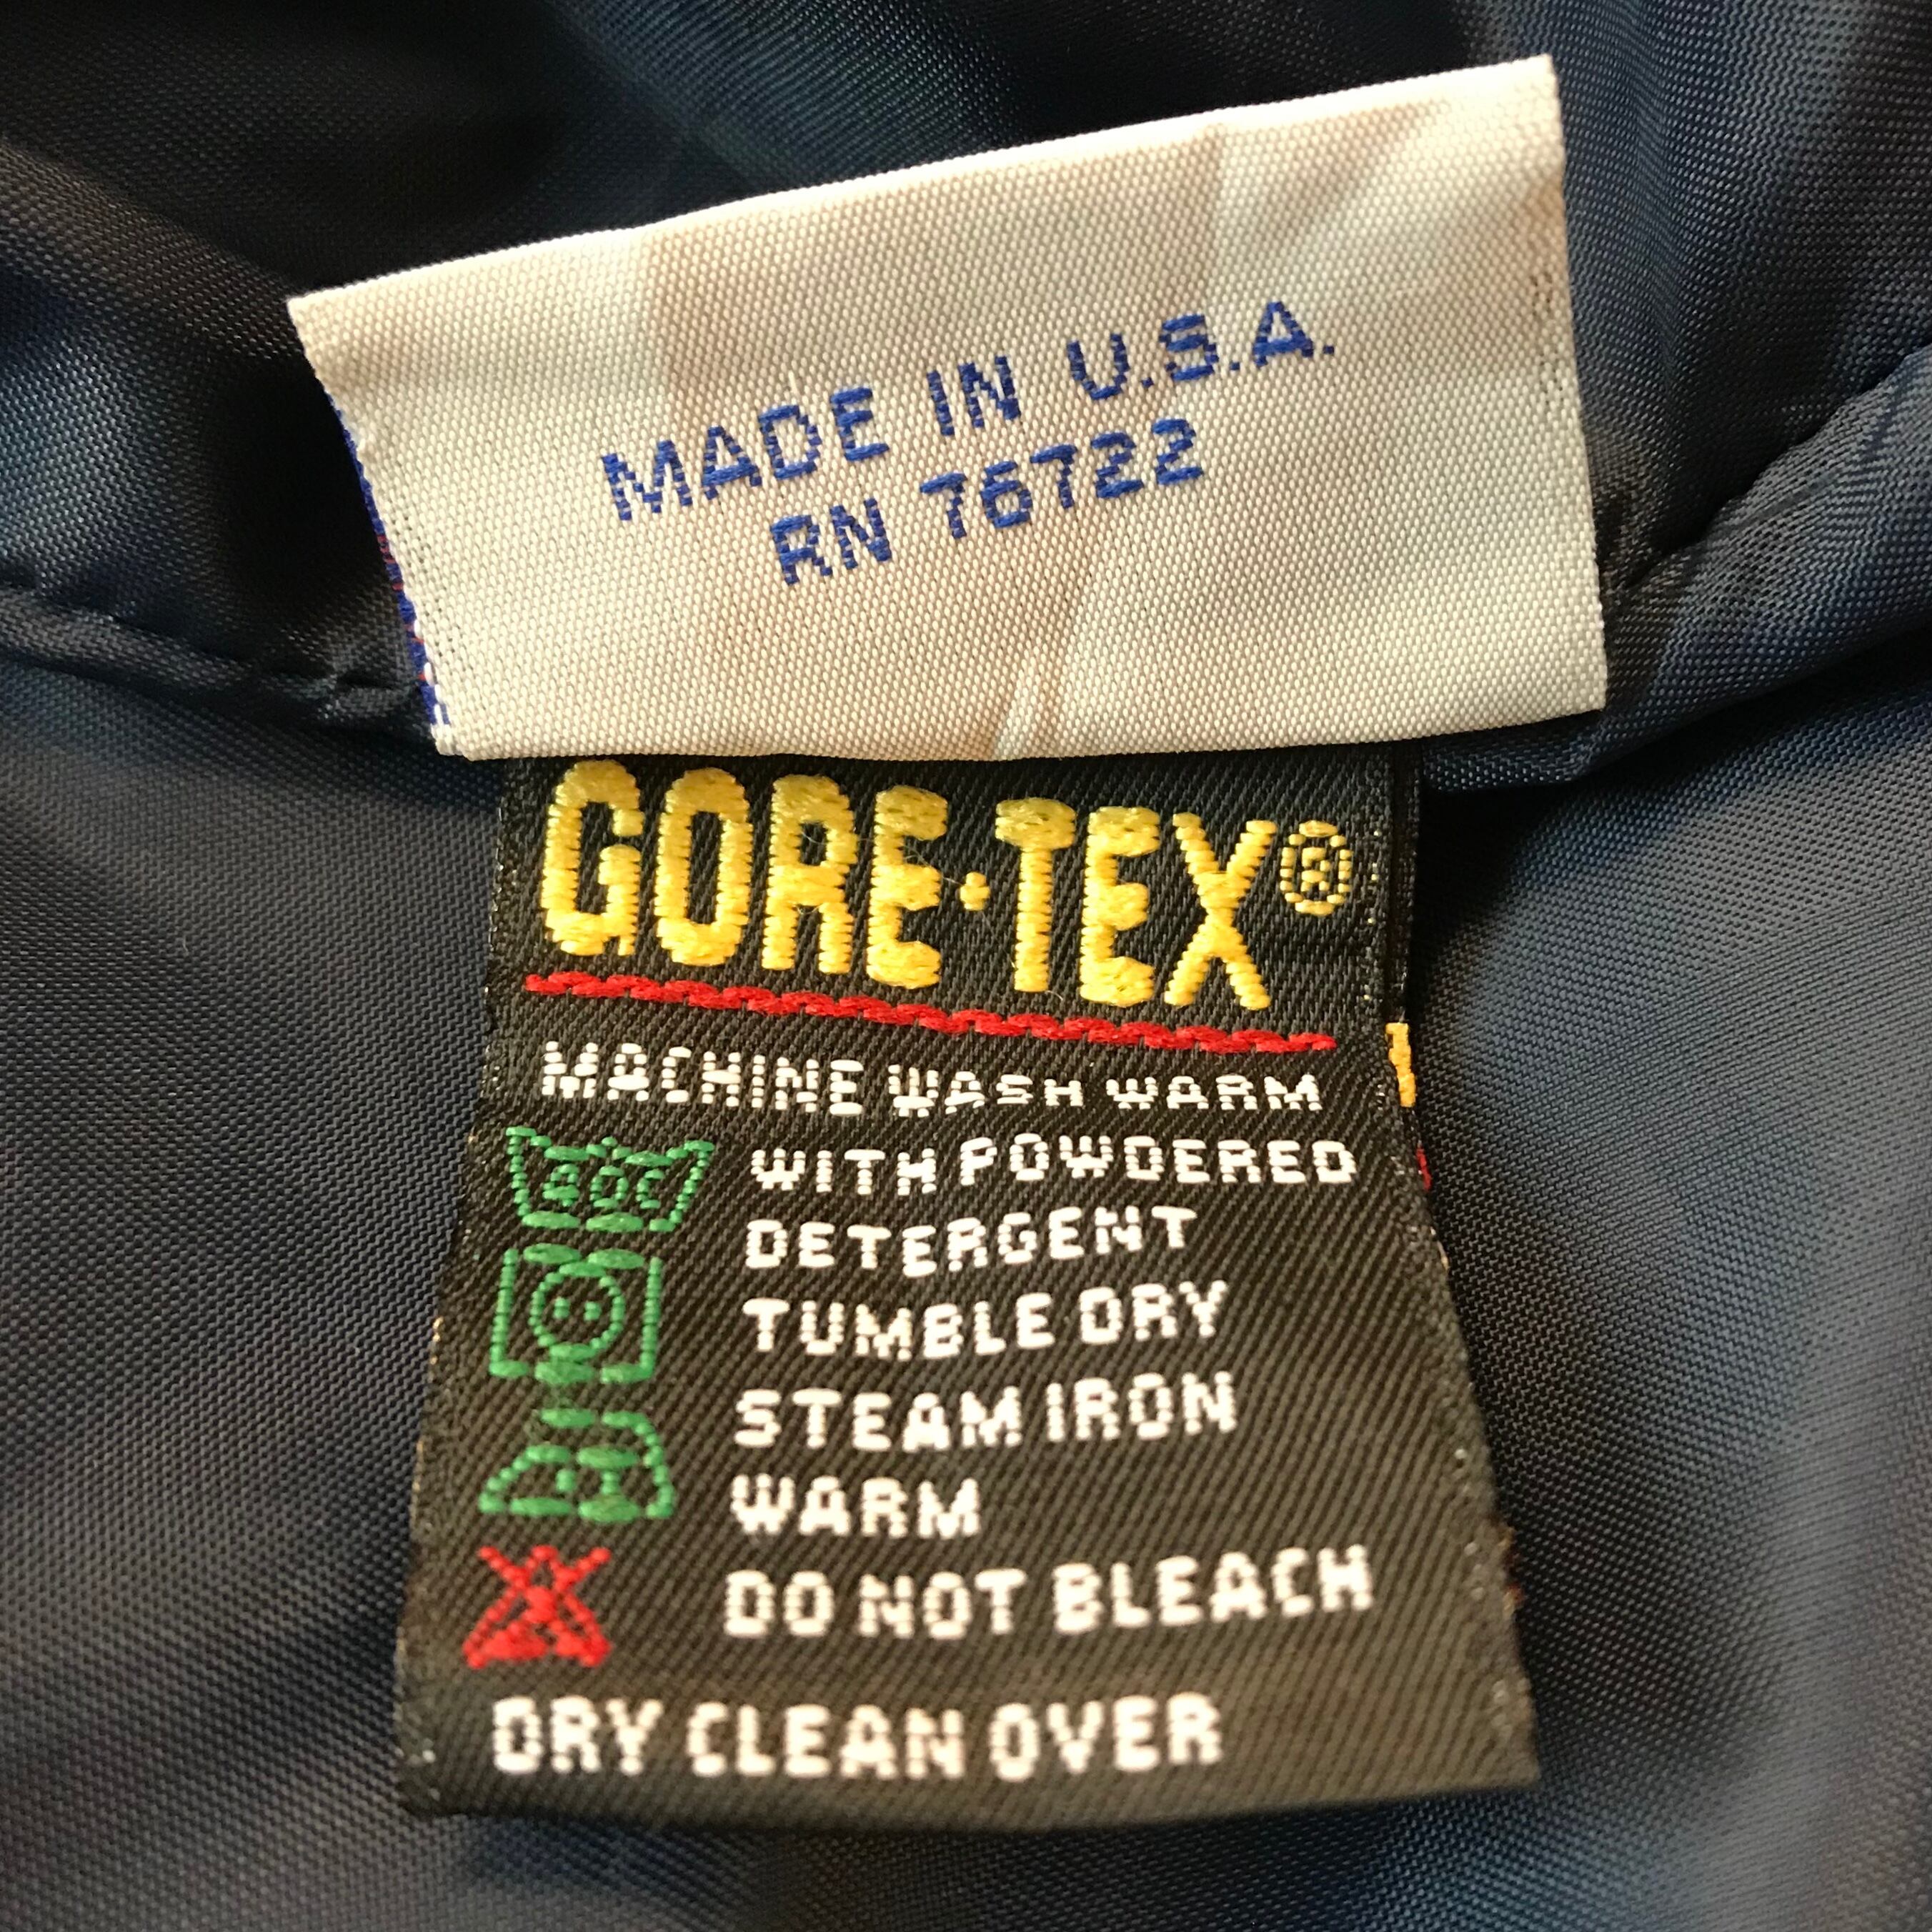 MADE IN U.S.A.
RN 76722
GORE·TEX®
MACHINE WASH WARM
40C WITH POWDERED
DETERGENT
TUMBLE DRY
STEAM IRON
WARM
DO NOT BLEACH
DRY CLEAN OVER